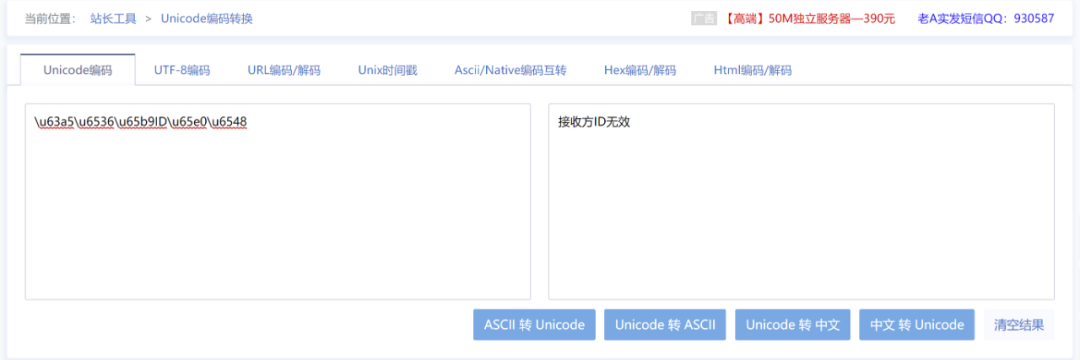 当前位置: 站长工具 > Unicode编码转换 广告 【高端】50M独立服务器—390元 老A实发短信QQ: 930587
Unicode编码 UTF-8编码 URL编码/解码 Unix时间戳 Ascii/Native编码互转 Hex编码/解码 Html编码/解码
\u63a5\u6536\u65b9ID\u65e0\u6548 接收方ID无效
ASCII 转 Unicode Unicode 转 ASCII Unicode 转 中文 中文 转 Unicode 清空结果